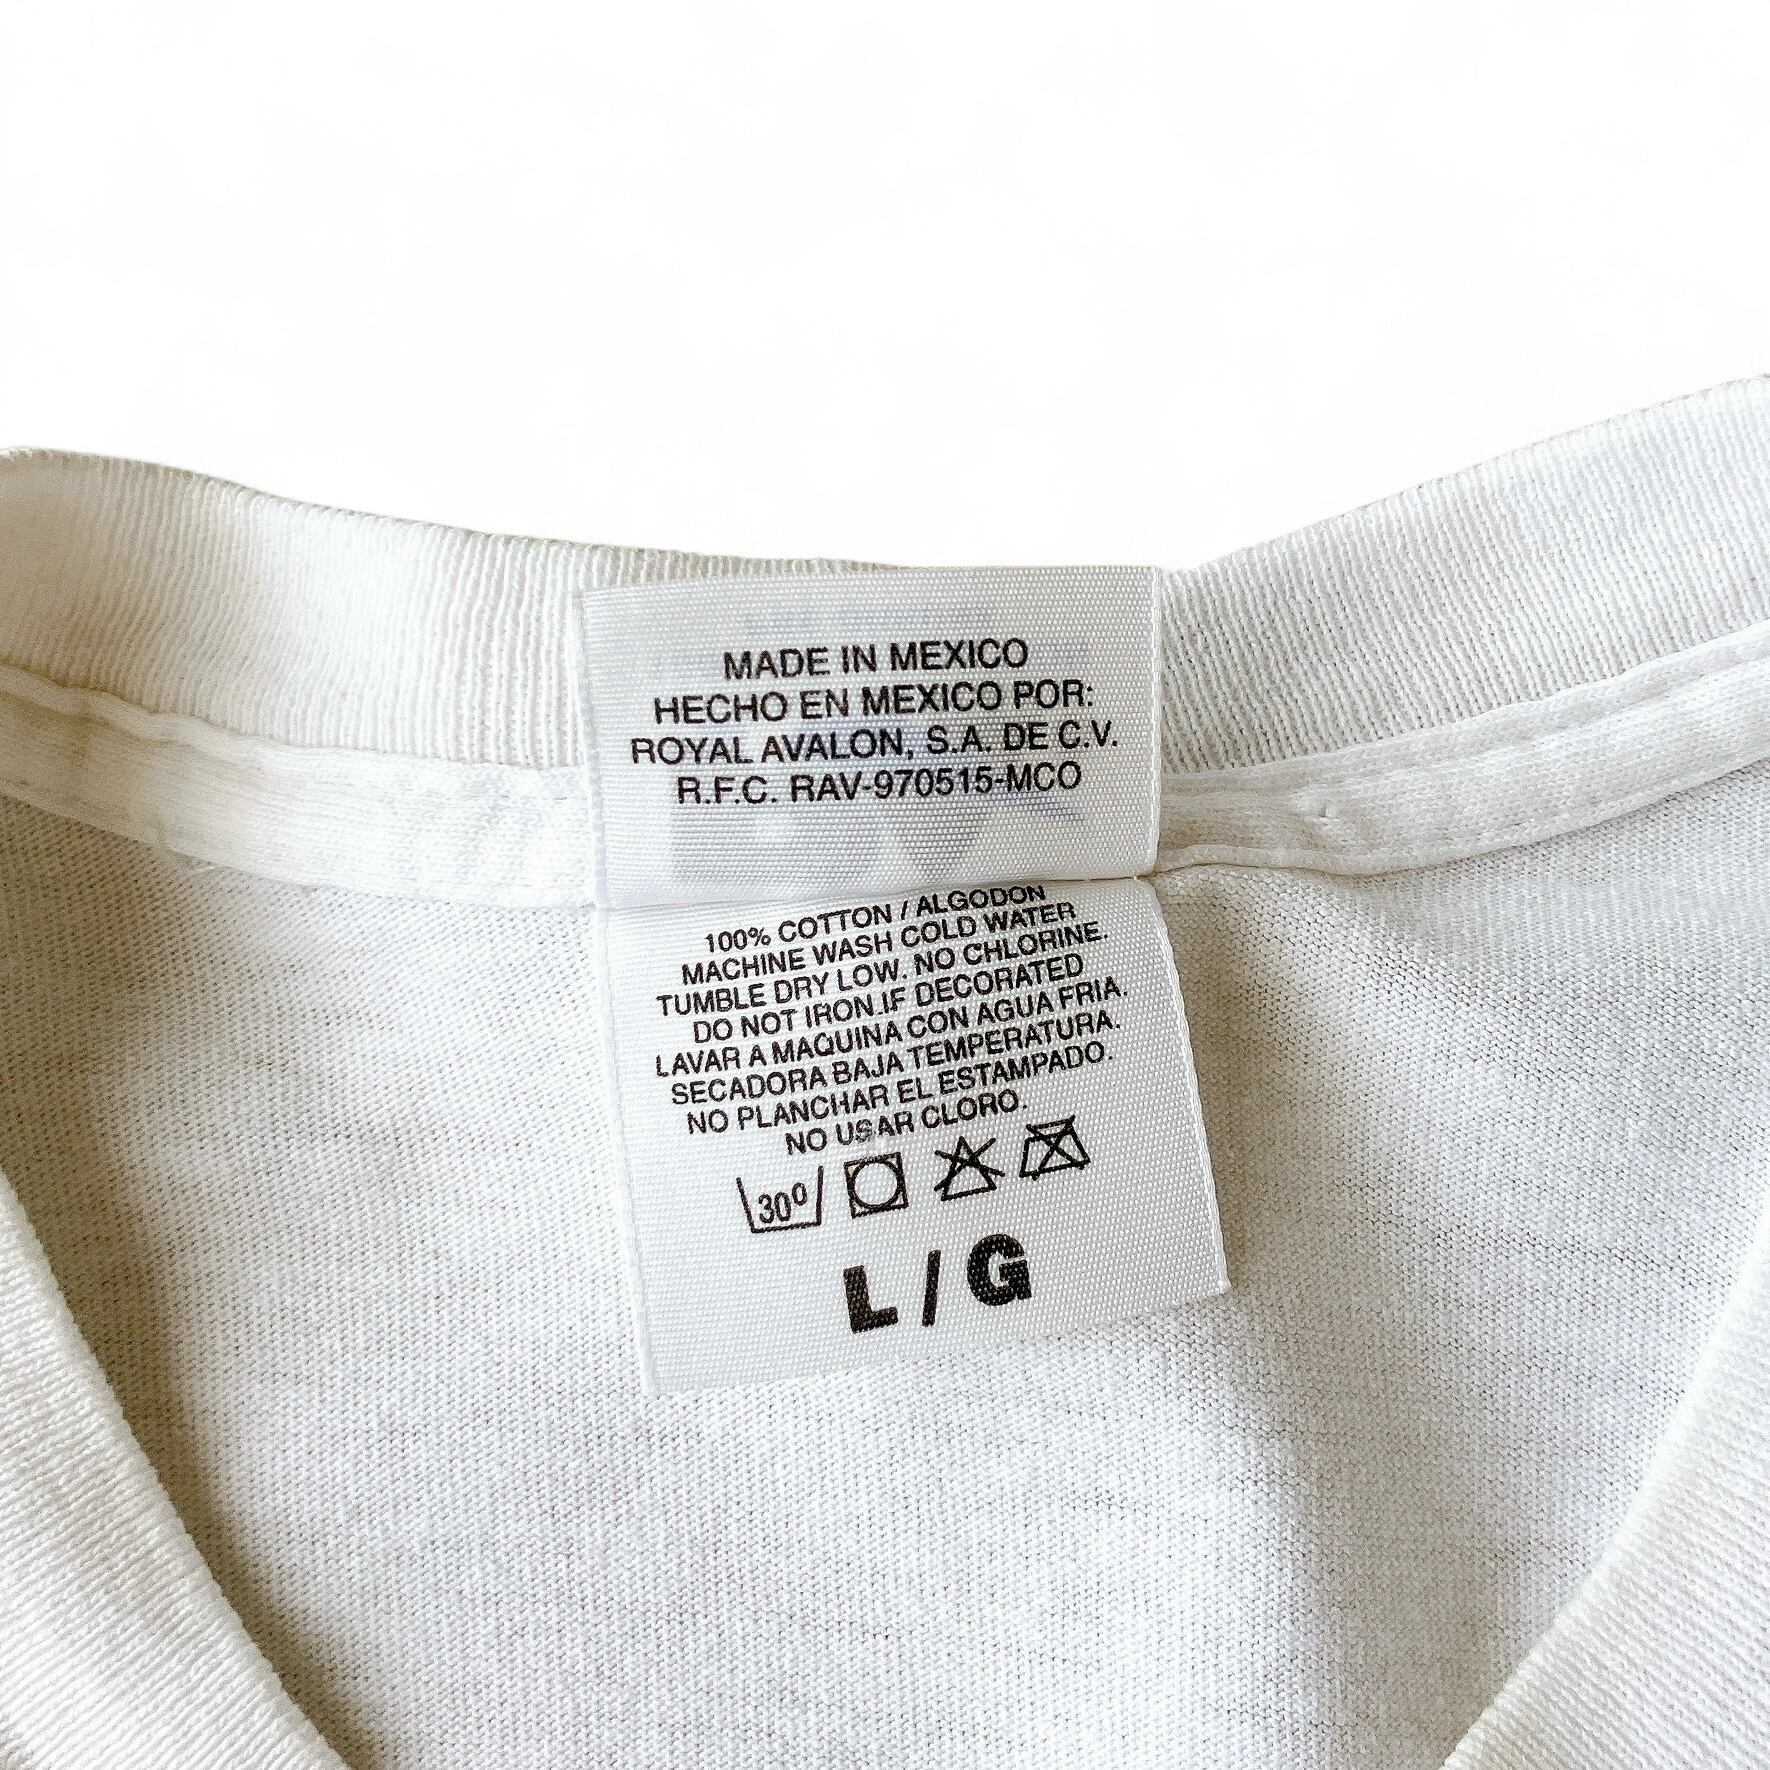 MADE IN MEXICO
HECHO EN MEXICO POR:
ROYAL AVALON, S.A. DE C.V.
R.F.C. RAV-970515-MCO
100% COTTON / ALGODON
MACHINE WASH COLD WATER
TUMBLE DRY LOW. NO CHLORINE.
DO NOT IRON.IF DECORATED
LAVAR A MAQUINA CON AGUA FRIA.
SECADORA BAJA TEMPERATURA.
NO PLANCHAR EL ESTAMPADO.
NO USAR CLORO.
30º
L / G